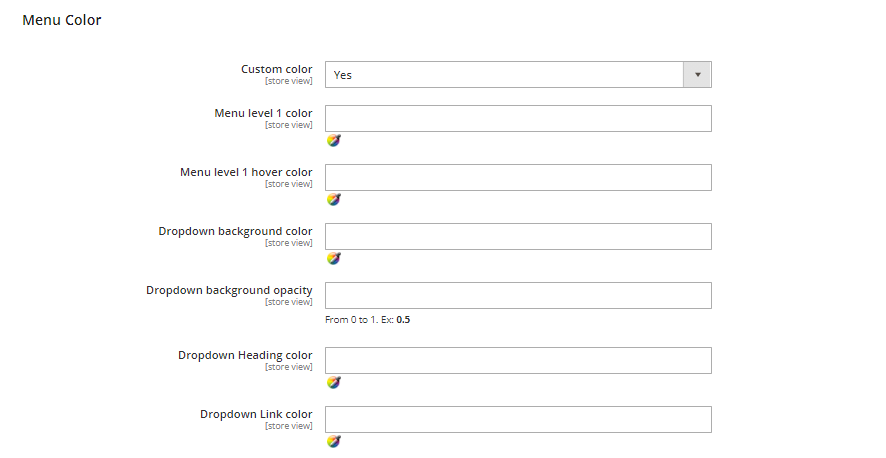 Menu Color
Custom color
[store view]
Yes
Menu level 1 color
[store view]
Menu level 1 hover color
[store view]
Dropdown background color
[store view]
Dropdown background opacity
[store view]
From 0 to 1. Ex: 0.5
Dropdown Heading color
[store view]
Dropdown Link color
[store view]